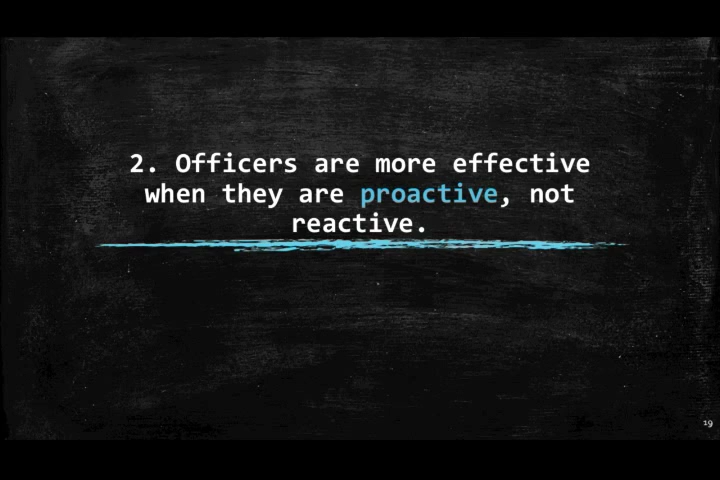 2. Officers are more effective
when they are proactive, not
reactive.
19